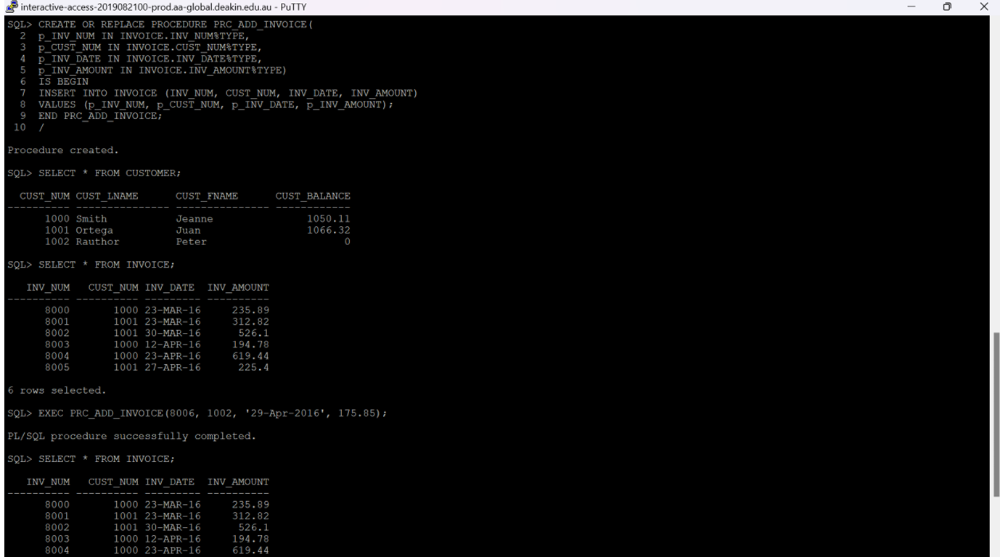 interactive-access-2019082100-prod.aa-global.deakin.edu.au - PuTTY
SQL> CREATE OR REPLACE PROCEDURE PRC_ADD_INVOICE(
  2  p_INV_NUM IN INVOICE.INV_NUM%TYPE,
  3  p_CUST_NUM IN INVOICE.CUST_NUM%TYPE,
  4  p_INV_DATE IN INVOICE.INV_DATE%TYPE,
  5  p_INV_AMOUNT IN INVOICE.INV_AMOUNT%TYPE)
  6  IS BEGIN
  7  INSERT INTO INVOICE (INV_NUM, CUST_NUM, INV_DATE, INV_AMOUNT)
  8  VALUES (p_INV_NUM, p_CUST_NUM, p_INV_DATE, p_INV_AMOUNT);
  9  END PRC_ADD_INVOICE;
 10  /
Procedure created.
SQL> SELECT * FROM CUSTOMER;
  CUST_NUM CUST_LNAME      CUST_FNAME      CUST_BALANCE
---------- --------------- --------------- ------------
      1000 Smith           Jeanne               1050.11
      1001 Ortega          Juan                 1066.32
      1002 Rauthor         Peter                      0
SQL> SELECT * FROM INVOICE;
   INV_NUM   CUST_NUM INV_DATE  INV_AMOUNT
---------- ---------- --------- ----------
      8000       1000 23-MAR-16     235.89
      8001       1001 23-MAR-16     312.82
      8002       1001 30-MAR-16      526.1
      8003       1000 12-APR-16     194.78
      8004       1000 23-APR-16     619.44
      8005       1001 27-APR-16      225.4
6 rows selected.
SQL> EXEC PRC_ADD_INVOICE(8006, 1002, '29-Apr-2016', 175.85);
PL/SQL procedure successfully completed.
SQL> SELECT * FROM INVOICE;
   INV_NUM   CUST_NUM INV_DATE  INV_AMOUNT
---------- ---------- --------- ----------
      8000       1000 23-MAR-16     235.89
      8001       1001 23-MAR-16     312.82
      8002       1001 30-MAR-16      526.1
      8003       1000 12-APR-16     194.78
      8004       1000 23-APR-16     619.44